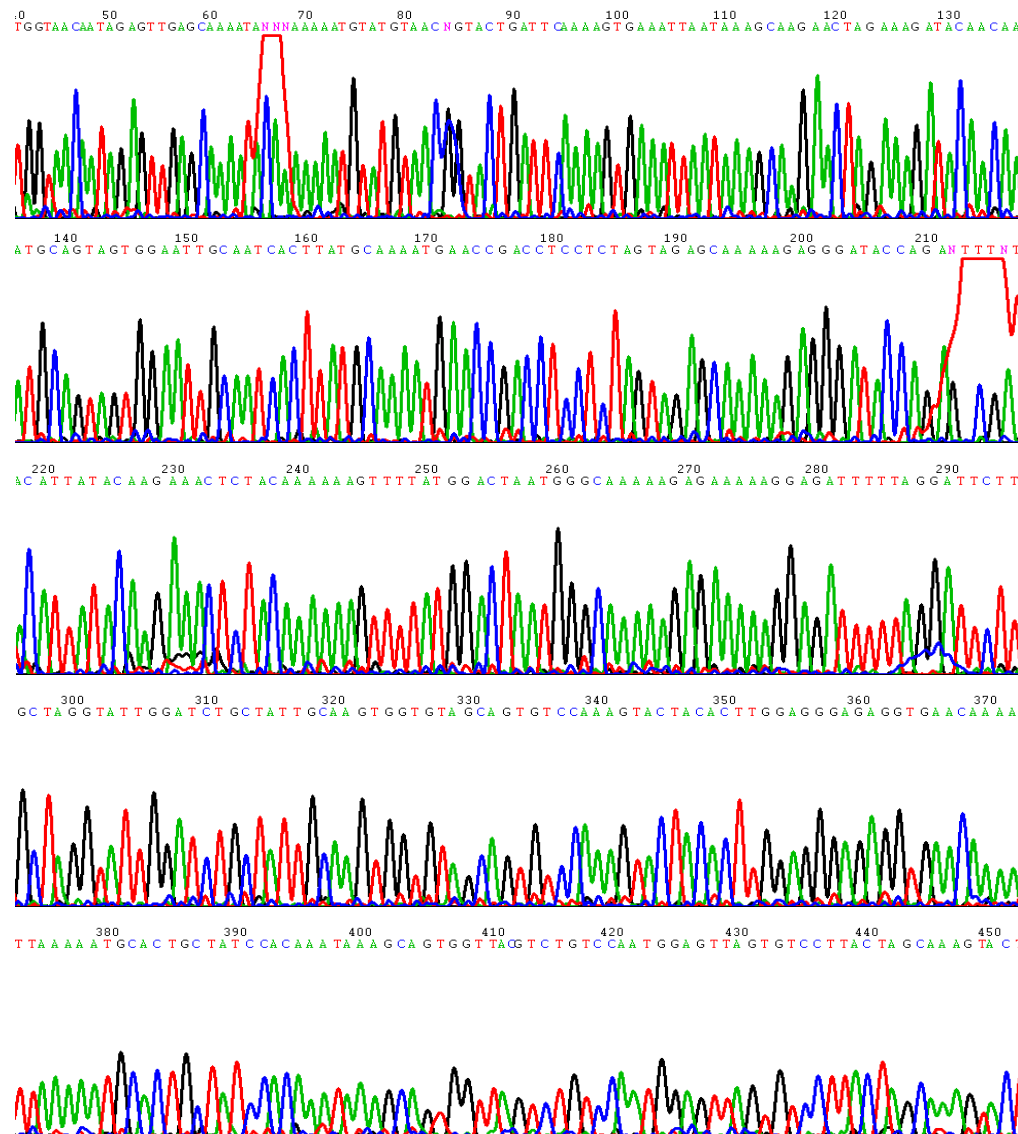 50 60 70 80 90 100 110 120 130
TGGTAACAATAGAGTTGAGCAAAATANNNAAAAATGTATGTAACNGTACTGATTCAAAAGTGAAATTAATAAAGCAAGAACTAGAAAGATACAACAA
140 150 160 170 180 190 200 210
ATGCAGTAGTGGAATTGCAATCACTTATGCAAAATGAACCGACCTCCTCTAGTAGAGCAAAAAGAGGGATACCAGANTTTNT
220 230 240 250 260 270 280 290
ACATTATACAAGAAACTCTACAAAAAAGTTTTATGGACTAATGGGCAAAAAGAGAAAAAGGAGATTTTTAGGATTCTT
300 310 320 330 340 350 360 370
GCTAGGTATTGGATCTGCTATTGCAAGTGGTGTAGCAGTGTCCAAAGTACTACACTTGGAGGGAGAGGTGAACAAAA
380 390 400 410 420 430 440 450
TTAAAAATGCACTGCTATCCACAAATAAAGCAGTGGTTACGTCTGTCCAATGGAGTTAGTGTCCTTACTAGCAAAGTACT